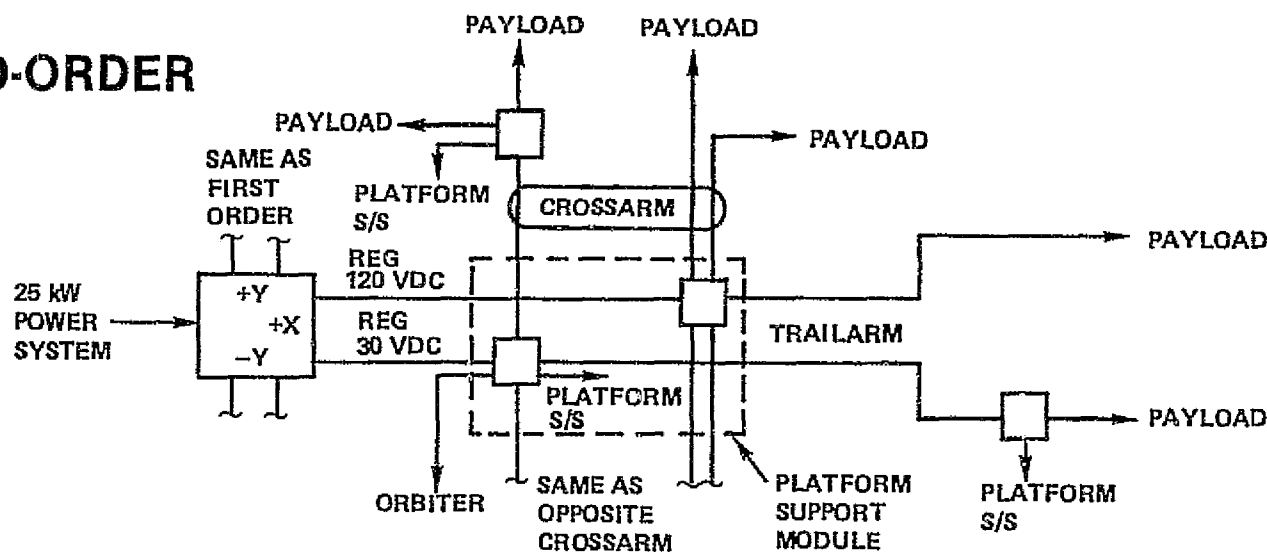 PAYLOAD
PAYLOAD
-ORDER
PAYLOAD
PAYLOAD
SAME AS
FIRST
ORDER
PLATFORM
S/S
CROSSARM
REG
120 VDC
PAYLOAD
25 kW
POWER
SYSTEM
+Y
+X
−Y
REG
30 VDC
TRAILARM
PLATFORM
S/S
PAYLOAD
ORBITER
SAME AS
OPPOSITE
CROSSARM
PLATFORM
SUPPORT
MODULE
PLATFORM
S/S